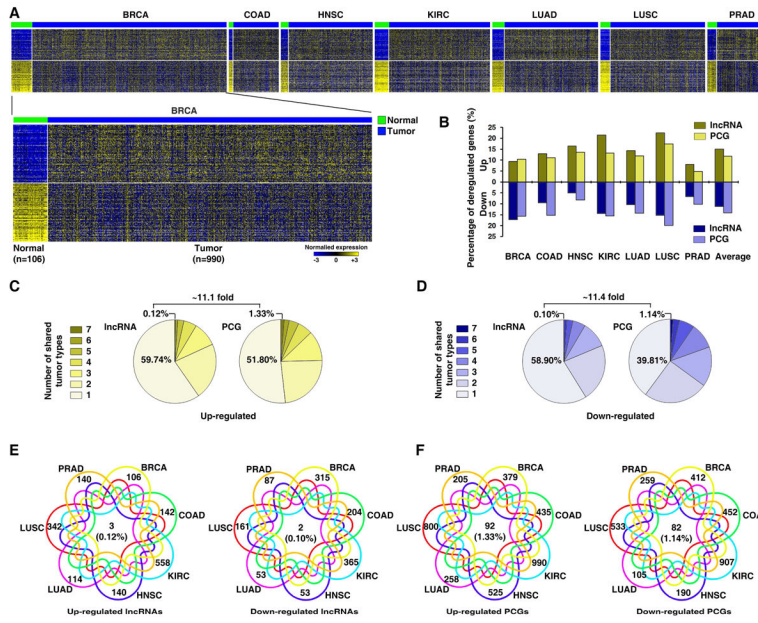 A
BRCA
COAD
HNSC
KIRC
LUAD
LUSC
PRAD
BRCA
Normal
Tumor
Normal
(n=106)
Tumor
(n=990)
Normalied expression
-3
+3
B
Percentage of deregulated genes (%)
Down Up
25
20
15
10
5
0
5
10
15
20
25
lncRNA
PCG
lncRNA
PCG
BRCA COAD HNSC KIRC LUAD LUSC PRAD Average
C
~11.1 fold
0.12%
1.33%
lncRNA
PCG
Number of shared
tumor types
7
6
5
4
3
2
1
59.74%
51.80%
Up-regulated
D
~11.4 fold
0.10%
1.14%
lncRNA
PCG
Number of shared
tumor types
7
6
5
4
3
2
1
58.90%
39.81%
Down-regulated
E
PRAD
140
BRCA
106
COAD
142
KIRC
558
HNSC
140
LUAD
114
LUSC
342
3
(0.12%)
Up-regulated lncRNAs
87
BRCA
315
COAD
204
KIRC
365
HNSC
53
LUAD
53
LUSC
161
PRAD
2
(0.10%)
Down-regulated lncRNAs
F
PRAD
205
BRCA
379
COAD
435
KIRC
990
HNSC
525
LUAD
258
LUSC
800
92
(1.33%)
Up-regulated PCGs
PRAD
259
BRCA
412
COAD
452
KIRC
907
HNSC
190
LUAD
105
LUSC
533
82
(1.14%)
Down-regulated PCGs